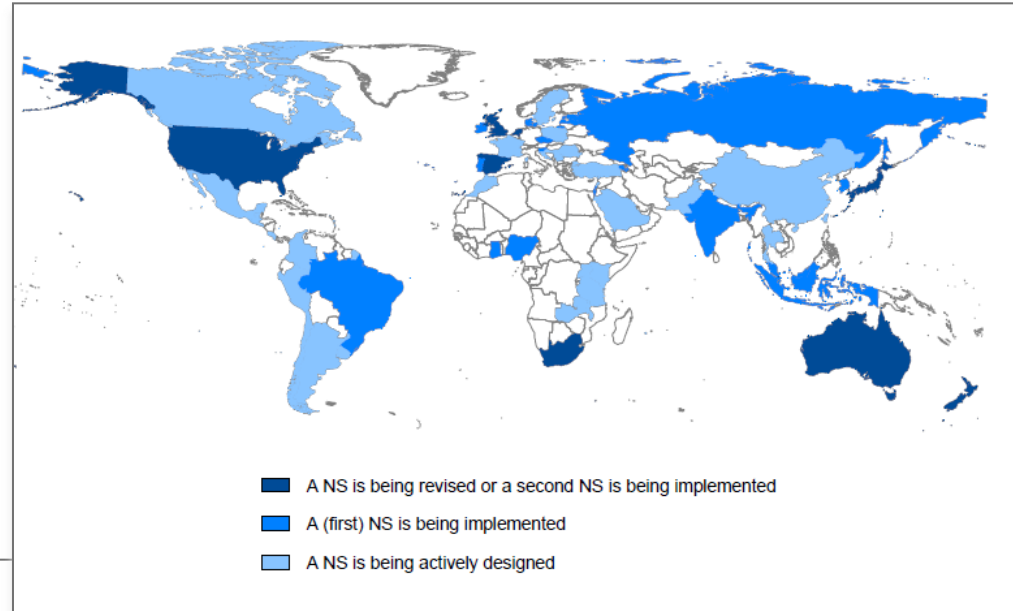 A NS is being revised or a second NS is being implemented
A (first) NS is being implemented
A NS is being actively designed